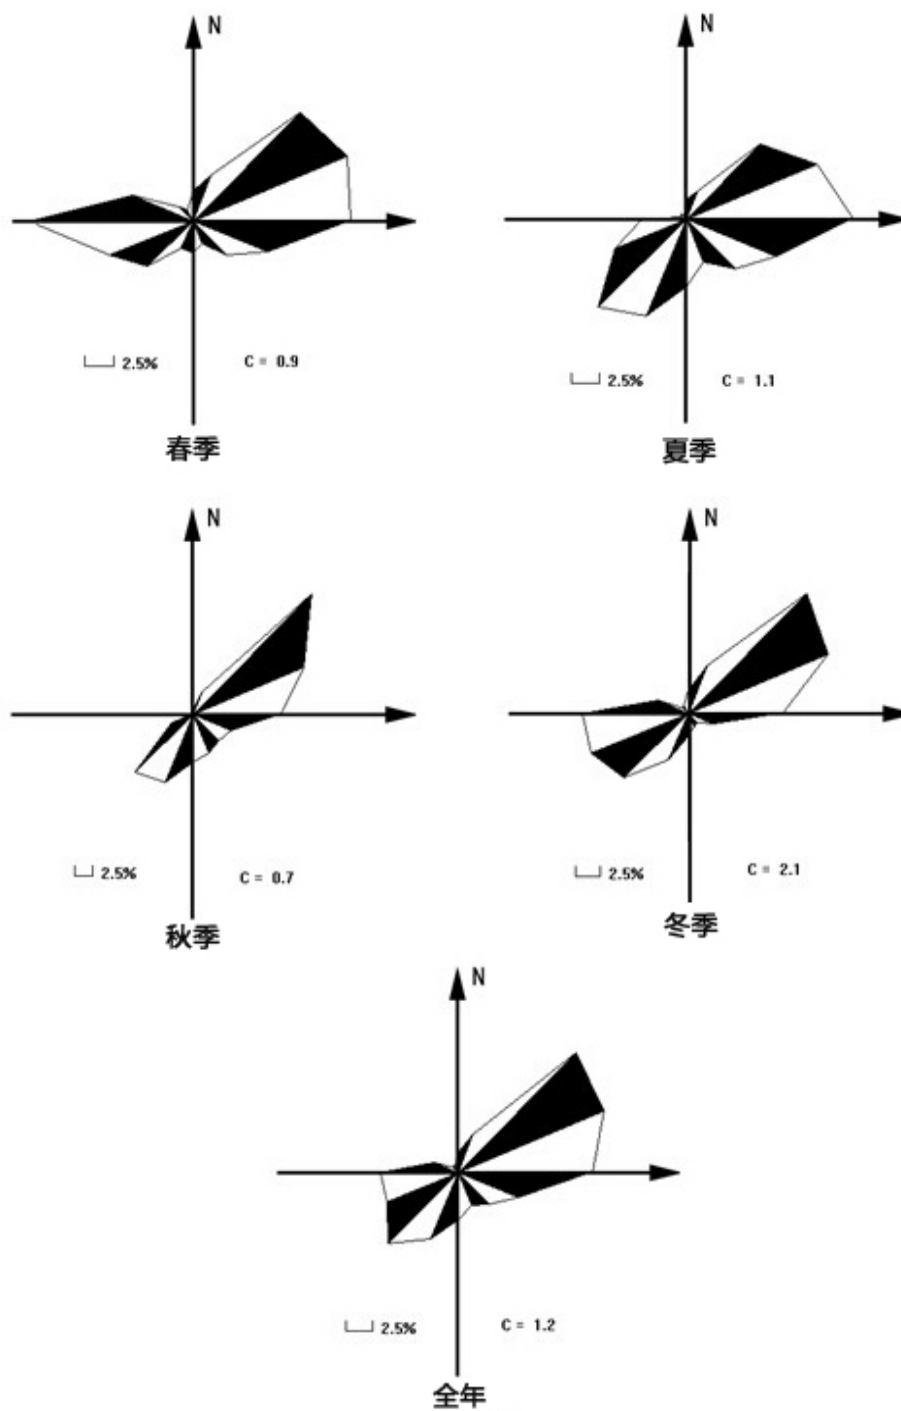 N
N
2.5% C = 0.9
2.5% C = 1.1
春季
夏季
N
N
2.5% C = 0.7
2.5% C = 2.1
秋季
冬季
N
2.5% C = 1.2
全年